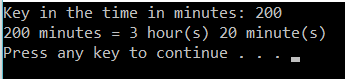 Key in the time in minutes: 200
200 minutes = 3 hour(s) 20 minute(s)
Press any key to continue . . .